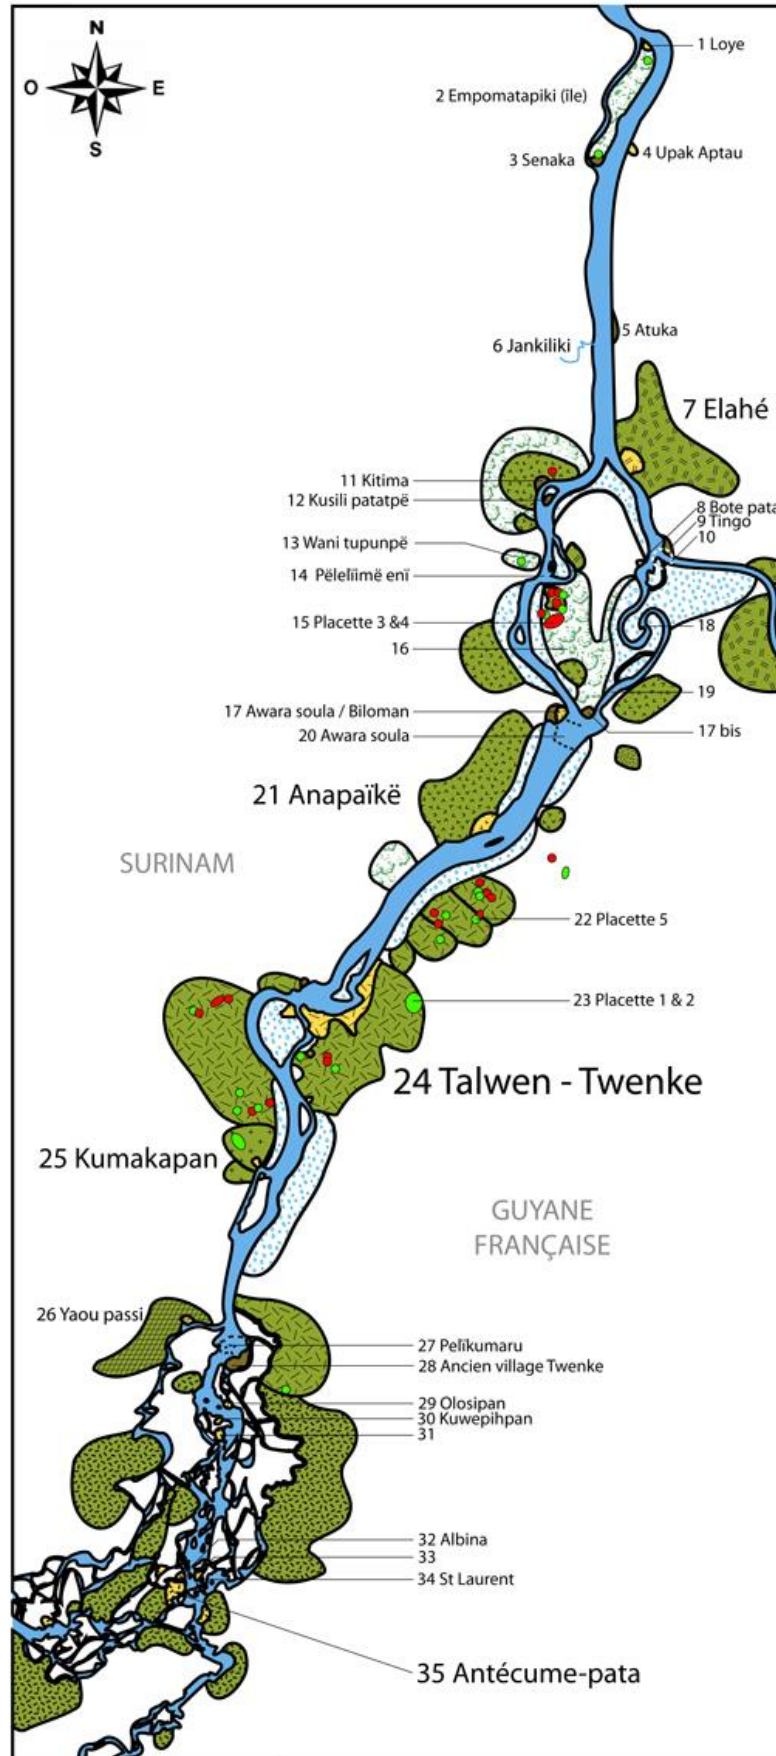 N
O
E
S
1 Loye
2 Empomatapiki (île)
3 Senaka
4 Upak Aptau
5 Atuka
6 Jankiliki
7 Elahé
8 Bote pata
9 Tingo
10
11 Kitima
12 Kusili patatpë
13 Wani tupunpë
14 Pëleliimë enï
15 Placette 3 &4
16
18
19
17 Awara soula / Biloman
17 bis
20 Awara soula
21 Anapaïkë
SURINAM
22 Placette 5
23 Placette 1 & 2
24 Talwen - Twenke
25 Kumakapan
GUYANE
FRANÇAISE
26 Yaou passi
27 Pelïkumaru
28 Ancien village Twenke
29 Olosipan
30 Kuwepihpan
31
32 Albina
33
34 St Laurent
35 Antécume-pata